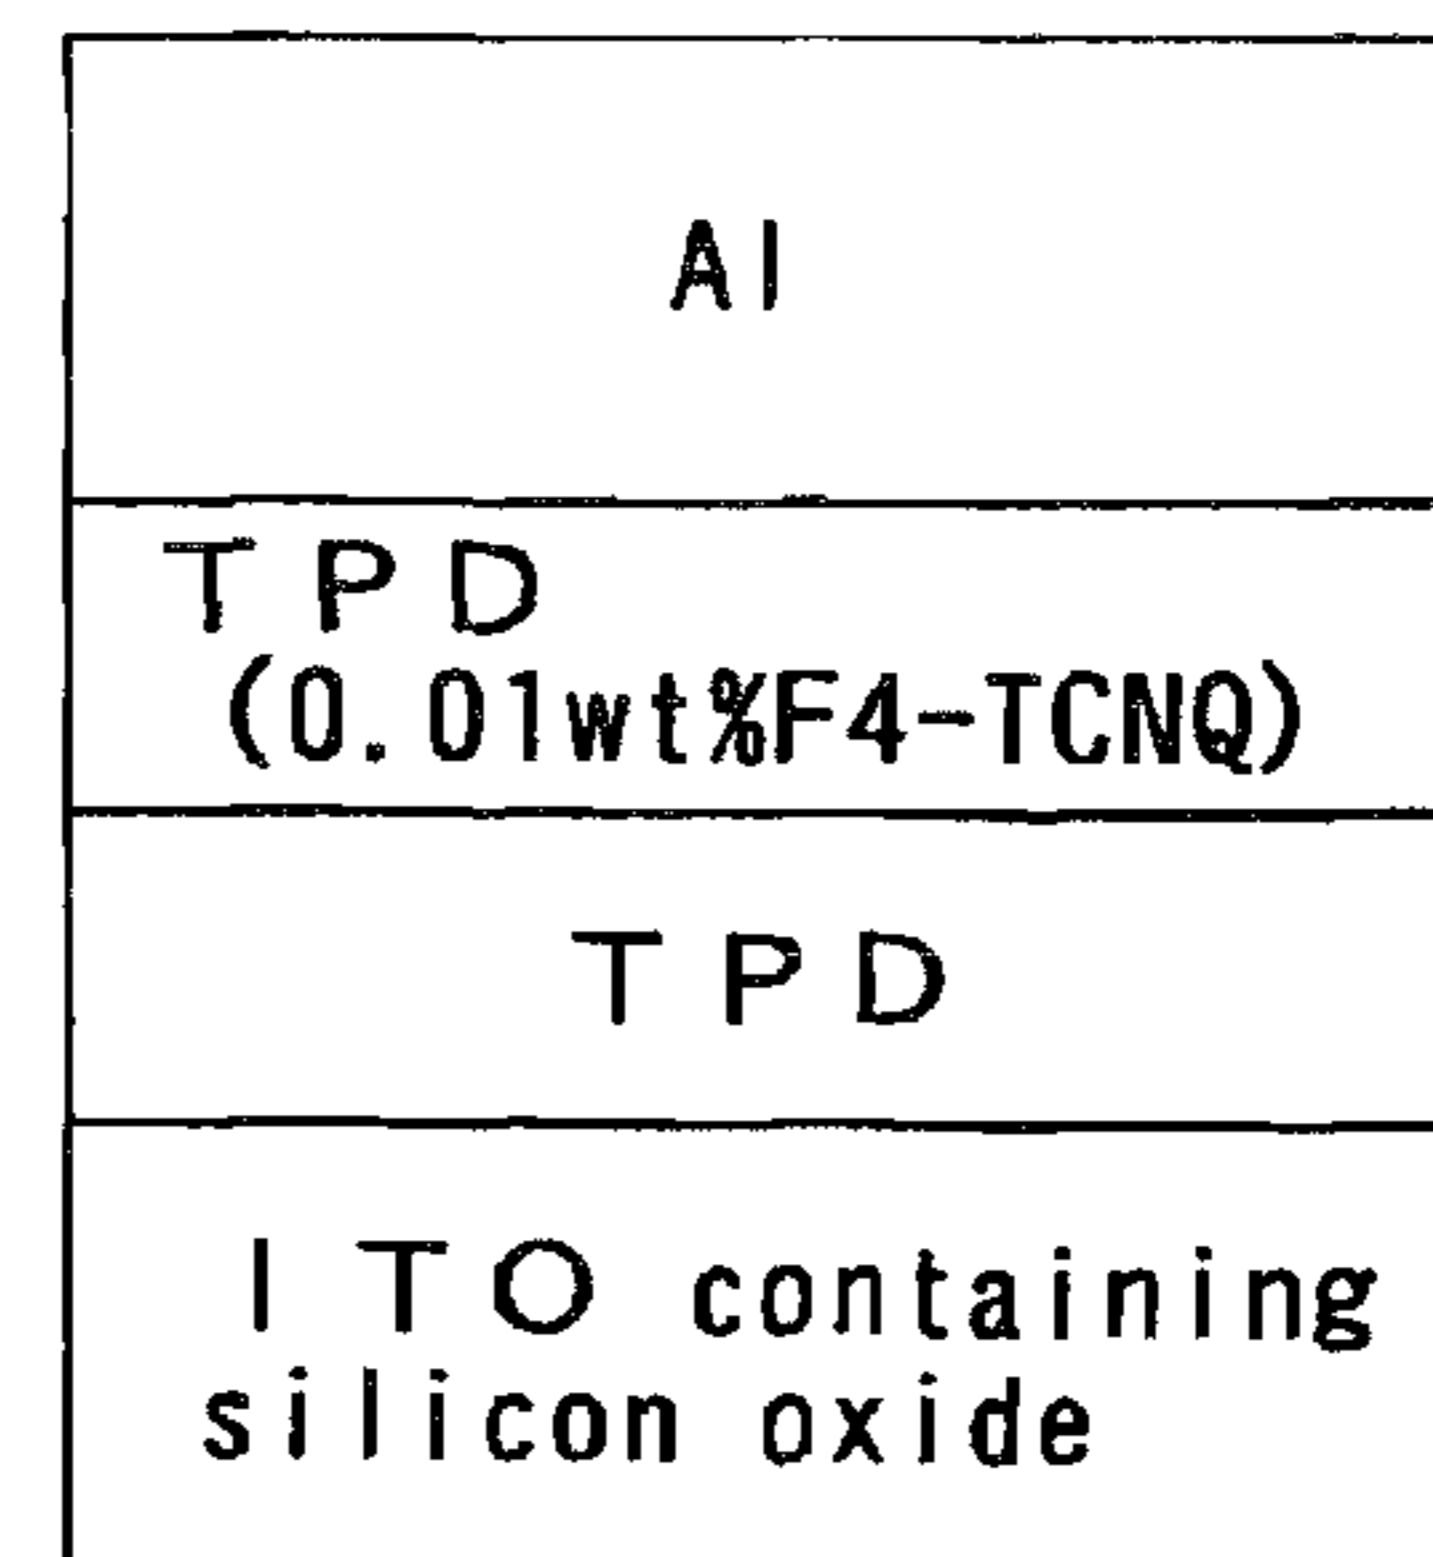 Al
TPD
(0.01wt%F4-TCNQ)
TPD
ITO containing
silicon oxide